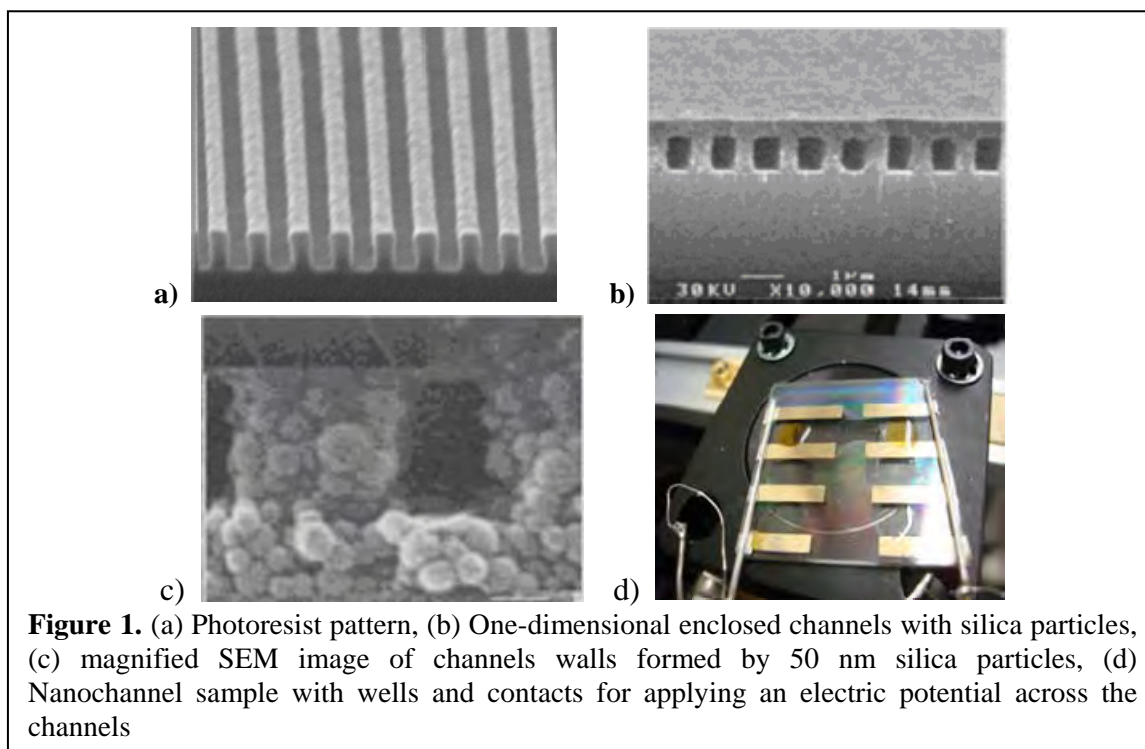 a)
b)
1µm
30KV X10,000 14mm
c)
d)
Figure 1. (a) Photoresist pattern, (b) One-dimensional enclosed channels with silica particles,
(c) magnified SEM image of channels walls formed by 50 nm silica particles, (d)
Nanochannel sample with wells and contacts for applying an electric potential across the
channels